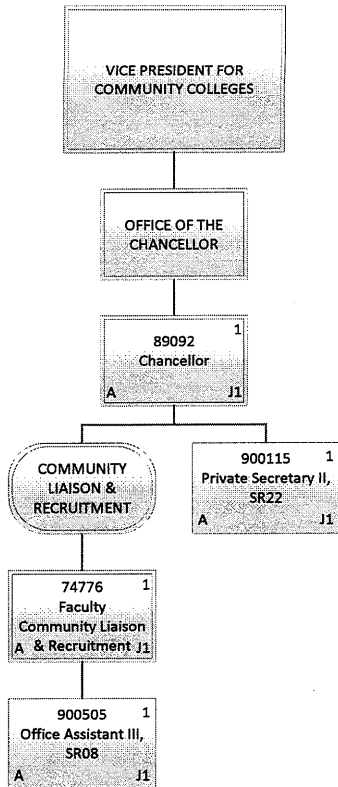 VICE PRESIDENT FOR
COMMUNITY COLLEGES
OFFICE OF THE
CHANCELLOR
89092 1
Chancellor
A J1
COMMUNITY
LIAISON &
RECRUITMENT
900115 1
Private Secretary II,
SR22
A J1
74776 1
Faculty
Community Liaison
& Recruitment
A J1
900505 1
Office Assistant III,
SR08
A J1